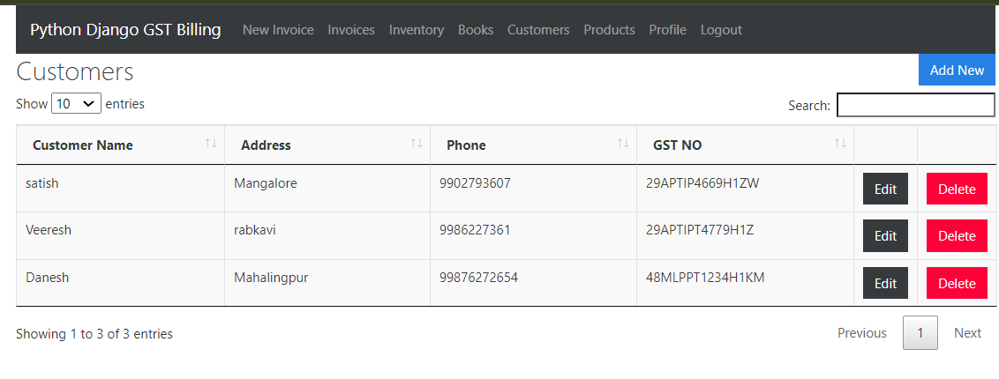 Python Django GST Billing New Invoice Invoices Inventory Books Customers Products Profile Logout
Customers Add New
Show 10 entries Search:
Customer Name Address Phone GST NO
satish Mangalore 9902793607 29APTIP4669H1ZW Edit Delete
Veeresh rabkavi 9986227361 29APTIPT4779H1Z Edit Delete
Danesh Mahalingpur 99876272654 48MLPPT1234H1KM Edit Delete
Showing 1 to 3 of 3 entries Previous 1 Next